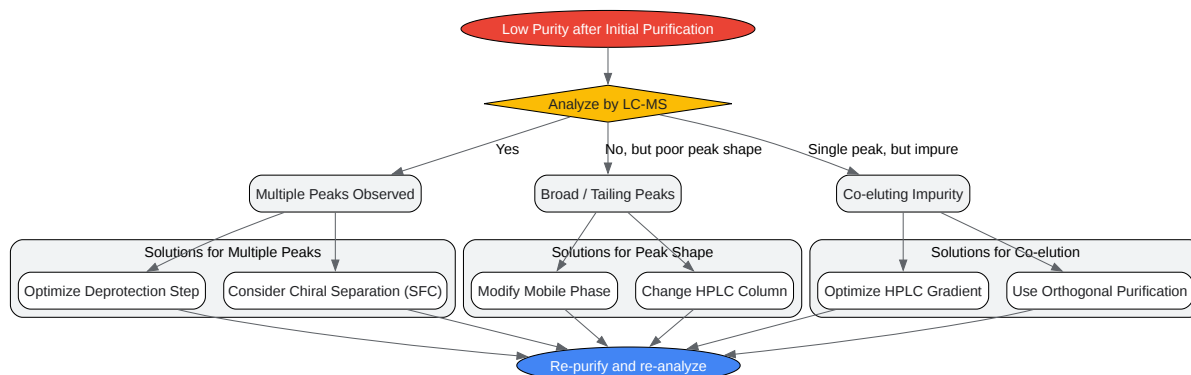 Low Purity after Initial Purification
Analyze by LC-MS
Yes
No, but poor peak shape
Single peak, but impure
Multiple Peaks Observed
Broad / Tailing Peaks
Co-eluting Impurity
Solutions for Multiple Peaks
Solutions for Peak Shape
Solutions for Co-elution
Optimize Deprotection Step
Consider Chiral Separation (SFC)
Modify Mobile Phase
Change HPLC Column
Optimize HPLC Gradient
Use Orthogonal Purification
Re-purify and re-analyze